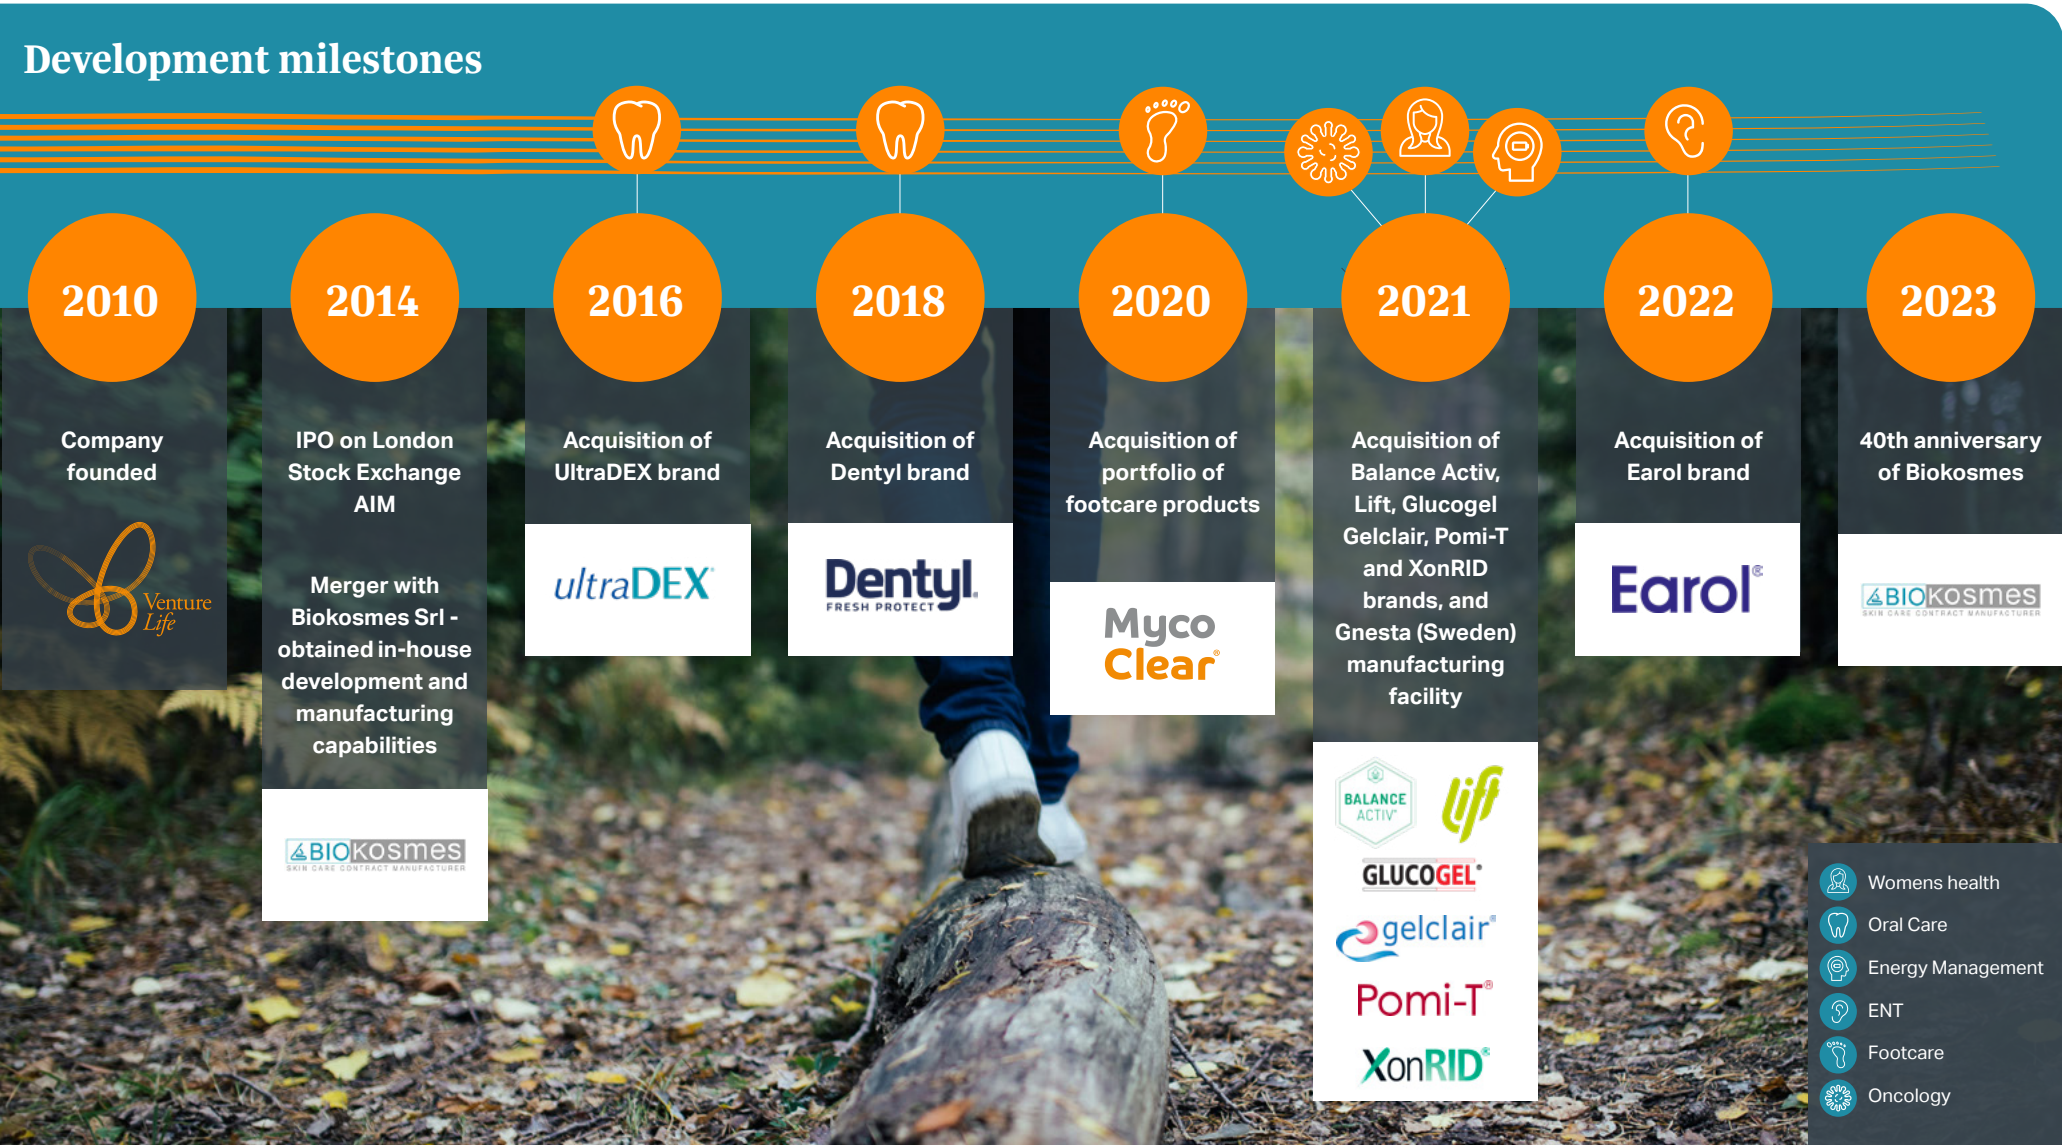 Development milestones
2010
Company
founded
Venture
Life
2014
IPO on London
Stock Exchange
AIM
Merger with
Biokosmes Srl -
obtained in-house
development and
manufacturing
capabilities
BIOKOSMES
SKIN CARE CONTRACT MANUFACTURER
2016
Acquisition of
UltraDEX brand
ultraDEX
2018
Acquisition of
Dentyl brand
Dentyl®
FRESH PROTECT
2020
Acquisition of
portfolio of
footcare products
Myco
Clear®
2021
Acquisition of
Balance Activ,
Lift, Glucogel
Gelclair, Pomi-T
and XonRID
brands, and
Gnesta (Sweden)
manufacturing
facility
BALANCE
ACTIV
Lift
GLUCOGEL®
gelclair®
Pomi-T®
XonRID®
2022
Acquisition of
Earol brand
Earol®
2023
40th anniversary
of Biokosmes
BIOKOSMES
SKIN CARE CONTRACT MANUFACTURER
Womens health
Oral Care
Energy Management
ENT
Footcare
Oncology